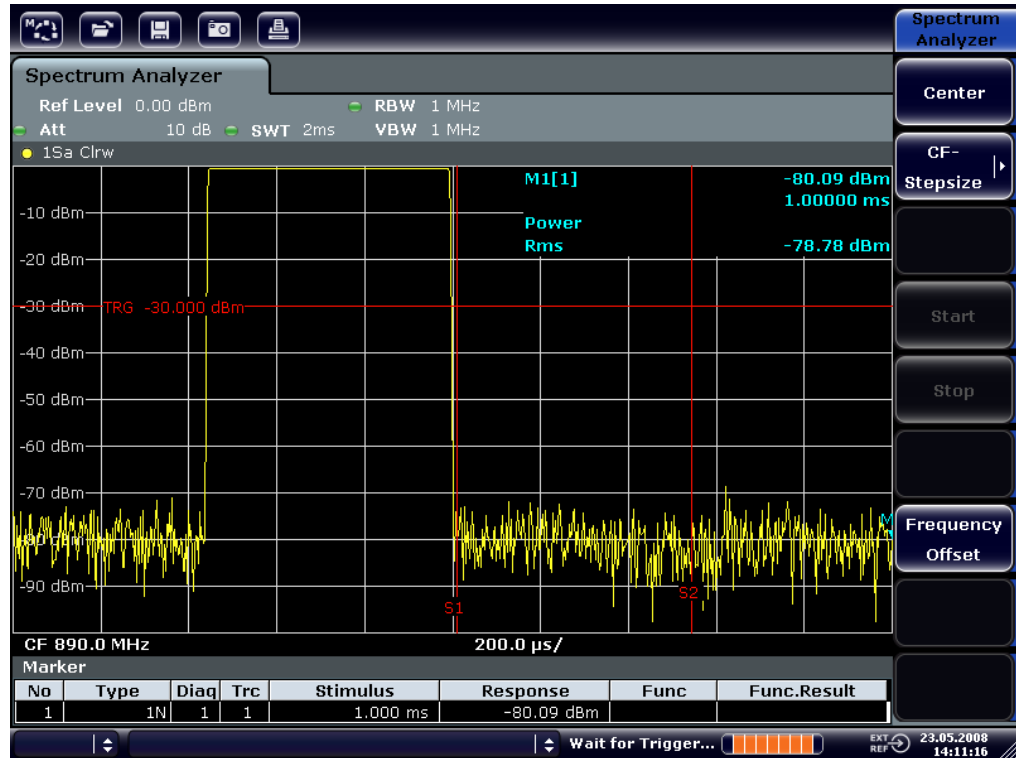 Spectrum Analyzer
Spectrum Analyzer
Ref Level 0.00 dBm RBW 1 MHz
Att 10 dB SWT 2ms VBW 1 MHz
1Sa Clrw
M1[1] -80.09 dBm
1.00000 ms
Power
Rms -78.78 dBm
-10 dBm
-20 dBm
-30 dBm
TRG -30.000 dBm
-40 dBm
-50 dBm
-60 dBm
-70 dBm
-80 dBm
-90 dBm
S1
S2
M
CF 890.0 MHz 200.0 µs/
Marker
No Type Diag Trc Stimulus Response Func Func.Result
1 1N 1 1 1.000 ms -80.09 dBm
Wait for Trigger...
EXT REF
23.05.2008
14:11:16
Center
CF-
Stepsize
Start
Stop
Frequency
Offset